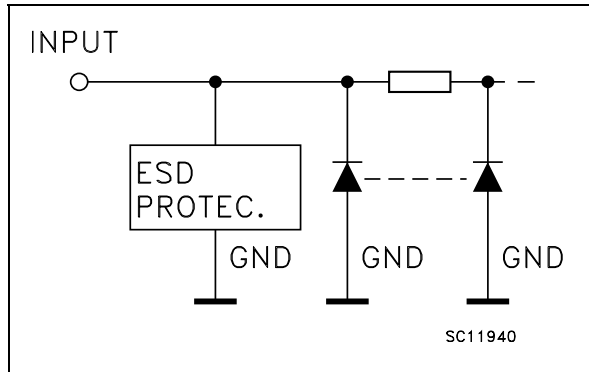 INPUT
ESD
PROTEC.
GND
GND
GND
SC11940